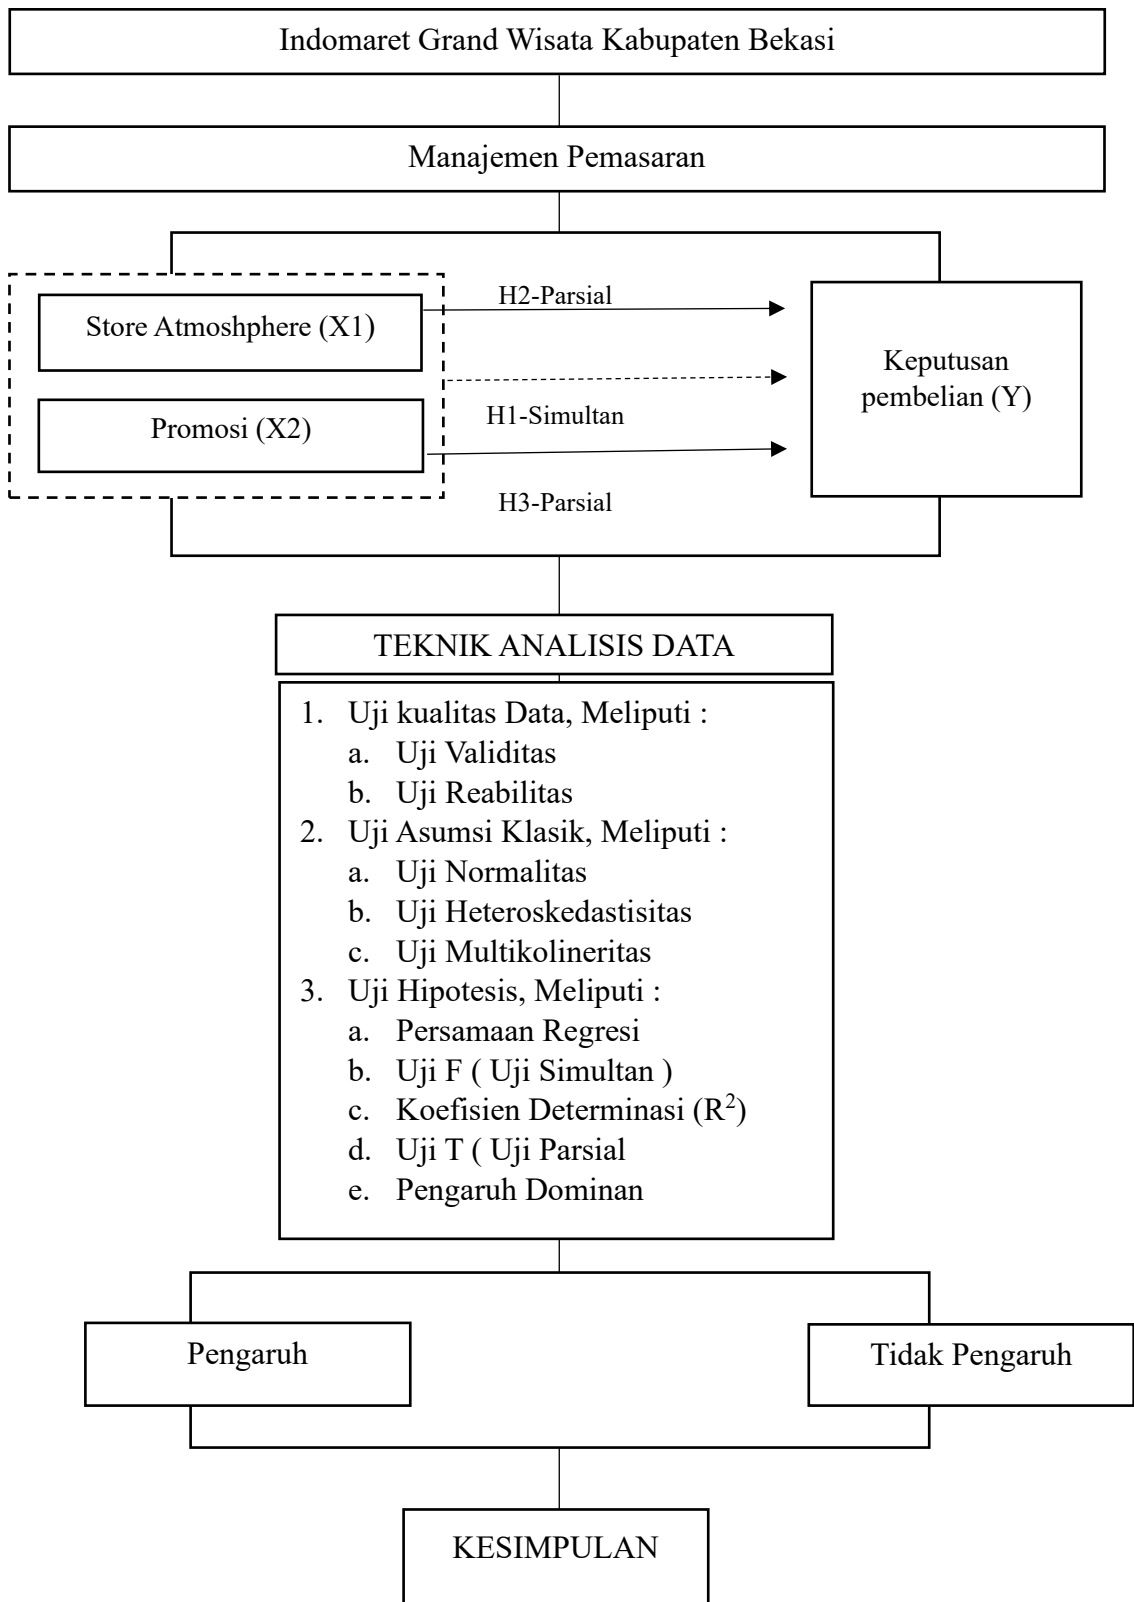 Indomaret Grand Wisata Kabupaten Bekasi
Manajemen Pemasaran
Store Atmoshphere (X1)
Promosi (X2)
H2-Parsial
H1-Simultan
H3-Parsial
Keputusan
pembelian (Y)
TEKNIK ANALISIS DATA
1. Uji kualitas Data, Meliputi :
a. Uji Validitas
b. Uji Reabilitas
2. Uji Asumsi Klasik, Meliputi :
a. Uji Normalitas
b. Uji Heteroskedastisitas
c. Uji Multikolineritas
3. Uji Hipotesis, Meliputi :
a. Persamaan Regresi
b. Uji F ( Uji Simultan )
c. Koefisien Determinasi (R²)
d. Uji T ( Uji Parsial
e. Pengaruh Dominan
Pengaruh
Tidak Pengaruh
KESIMPULAN